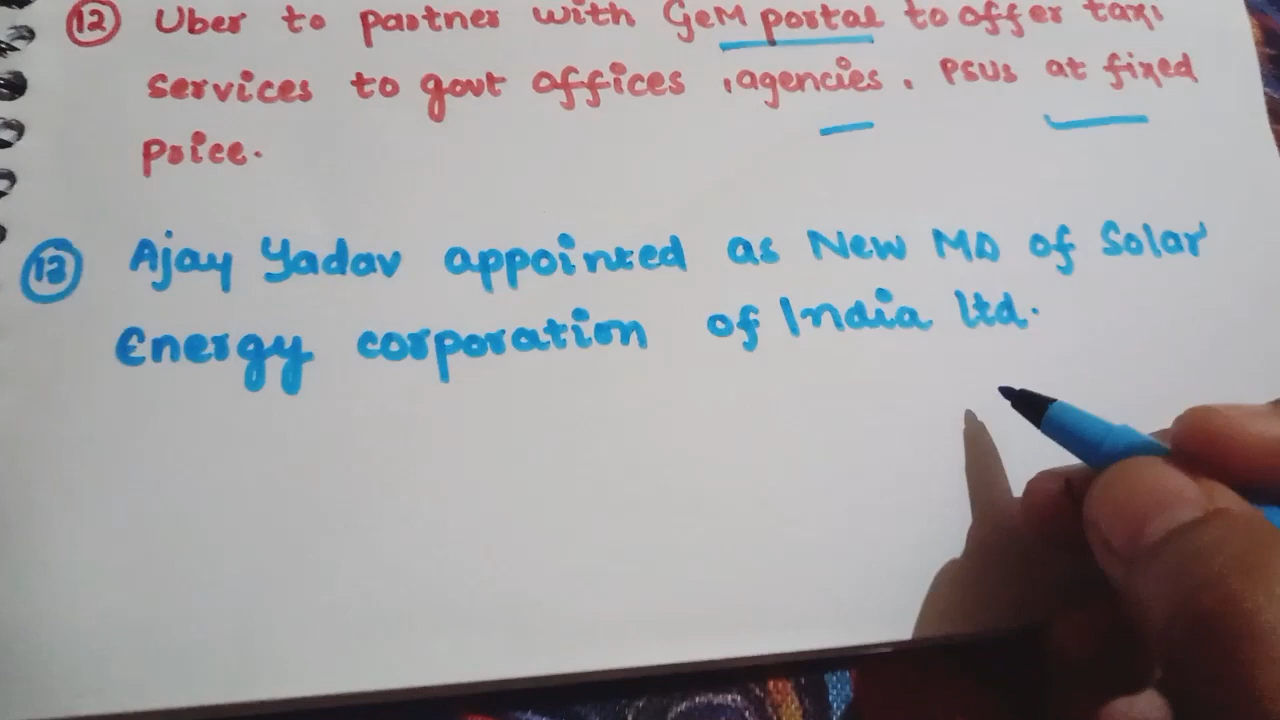 12 Uber to partner with GeM portal to offer taxi
services to govt offices , agencies , PSUs at fixed
price.
13 Ajay Yadav appointed as New MD of Solar
Energy corporation of India Ltd.